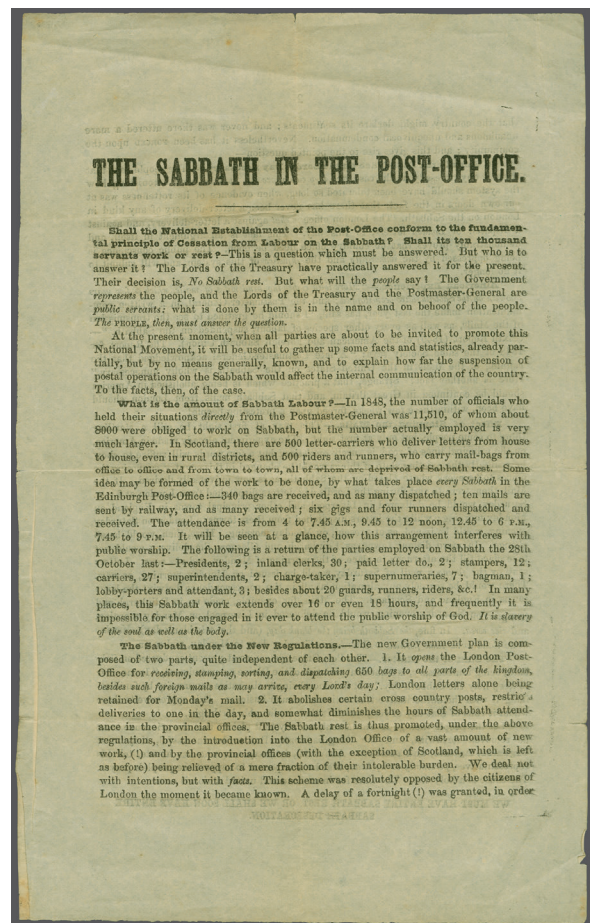 THE SABBATH IN THE POST-OFFICE.
Shall the National Establishment of the Post-Office conform to the fundamen-
tal principle of Cessation from Labour on the Sabbath? Shall its ten thousand
servants work or rest?—This is a question which must be answered. But who is to
answer it? The Lords of the Treasury have practically answered it for the present.
Their decision is, No Sabbath rest. But what will the people say? The Government
represents the people, and the Lords of the Treasury and the Postmaster-General are
public servants: what is done by them is in the name and on behoof of the people.
The PEOPLE, then, must answer the question.
At the present moment, when all parties are about to be invited to promote this
National Movement, it will be useful to gather up some facts and statistics, already par-
tially, but by no means generally, known, and to explain how far the suspension of
postal operations on the Sabbath would affect the internal communication of the country.
To the facts, then, of the case.
What is the amount of Sabbath Labour?—In 1848, the number of officials who
held their situations directly from the Postmaster-General was 11,510, of whom about
8000 were obliged to work on Sabbath, but the number actually employed is very
much larger. In Scotland, there are 500 letter-carriers who deliver letters from house
to house, even in rural districts, and 500 riders and runners, who carry mail-bags from
office to office and from town to town, all of whom are deprived of Sabbath rest. Some
idea may be formed of the work to be done, by what takes place every Sabbath in the
Edinburgh Post-Office:—340 bags are received, and as many dispatched; ten mails are
sent by railway, and as many received; six gigs and four runners dispatched and
received. The attendance is from 4 to 7.45 A.M., 9.45 to 12 noon, 12.45 to 6 P.M.,
7.45 to 9 P.M. It will be seen at a glance, how this arrangement interferes with
public worship. The following is a return of the parties employed on Sabbath the 28th
October last:—Presidents, 2; inland clerks, 30; paid letter do., 2; stampers, 12;
carriers, 27; superintendents, 2; charge-taker, 1; supernumeraries, 7; bagman, 1;
lobby-porters and attendant, 3; besides about 20 guards, runners, riders, &c.! In many
places, this Sabbath work extends over 16 or even 18 hours, and frequently it is
impossible for those engaged in it ever to attend the public worship of God. It is slavery
of the soul as well as the body.
The Sabbath under the New Regulations.—The new Government plan is com-
posed of two parts, quite independent of each other. 1. It opens the London Post-
Office for receiving, stamping, sorting, and dispatching 650 bags to all parts of the kingdom,
besides such foreign mails as may arrive, every Lord's day; London letters alone being
retained for Monday's mail. 2. It abolishes certain cross country posts, restric
deliveries to one in the day, and somewhat diminishes the hours of Sabbath attend-
ance in the provincial offices. The Sabbath rest is thus promoted, under the above
regulations, by the introduction into the London Office of a vast amount of new
work, (!) and by the provincial offices (with the exception of Scotland, which is left
as before) being relieved of a mere fraction of their intolerable burden. We deal not
with intentions, but with facts. This scheme was resolutely opposed by the citizens of
London the moment it became known. A delay of a fortnight (!) was granted, in order